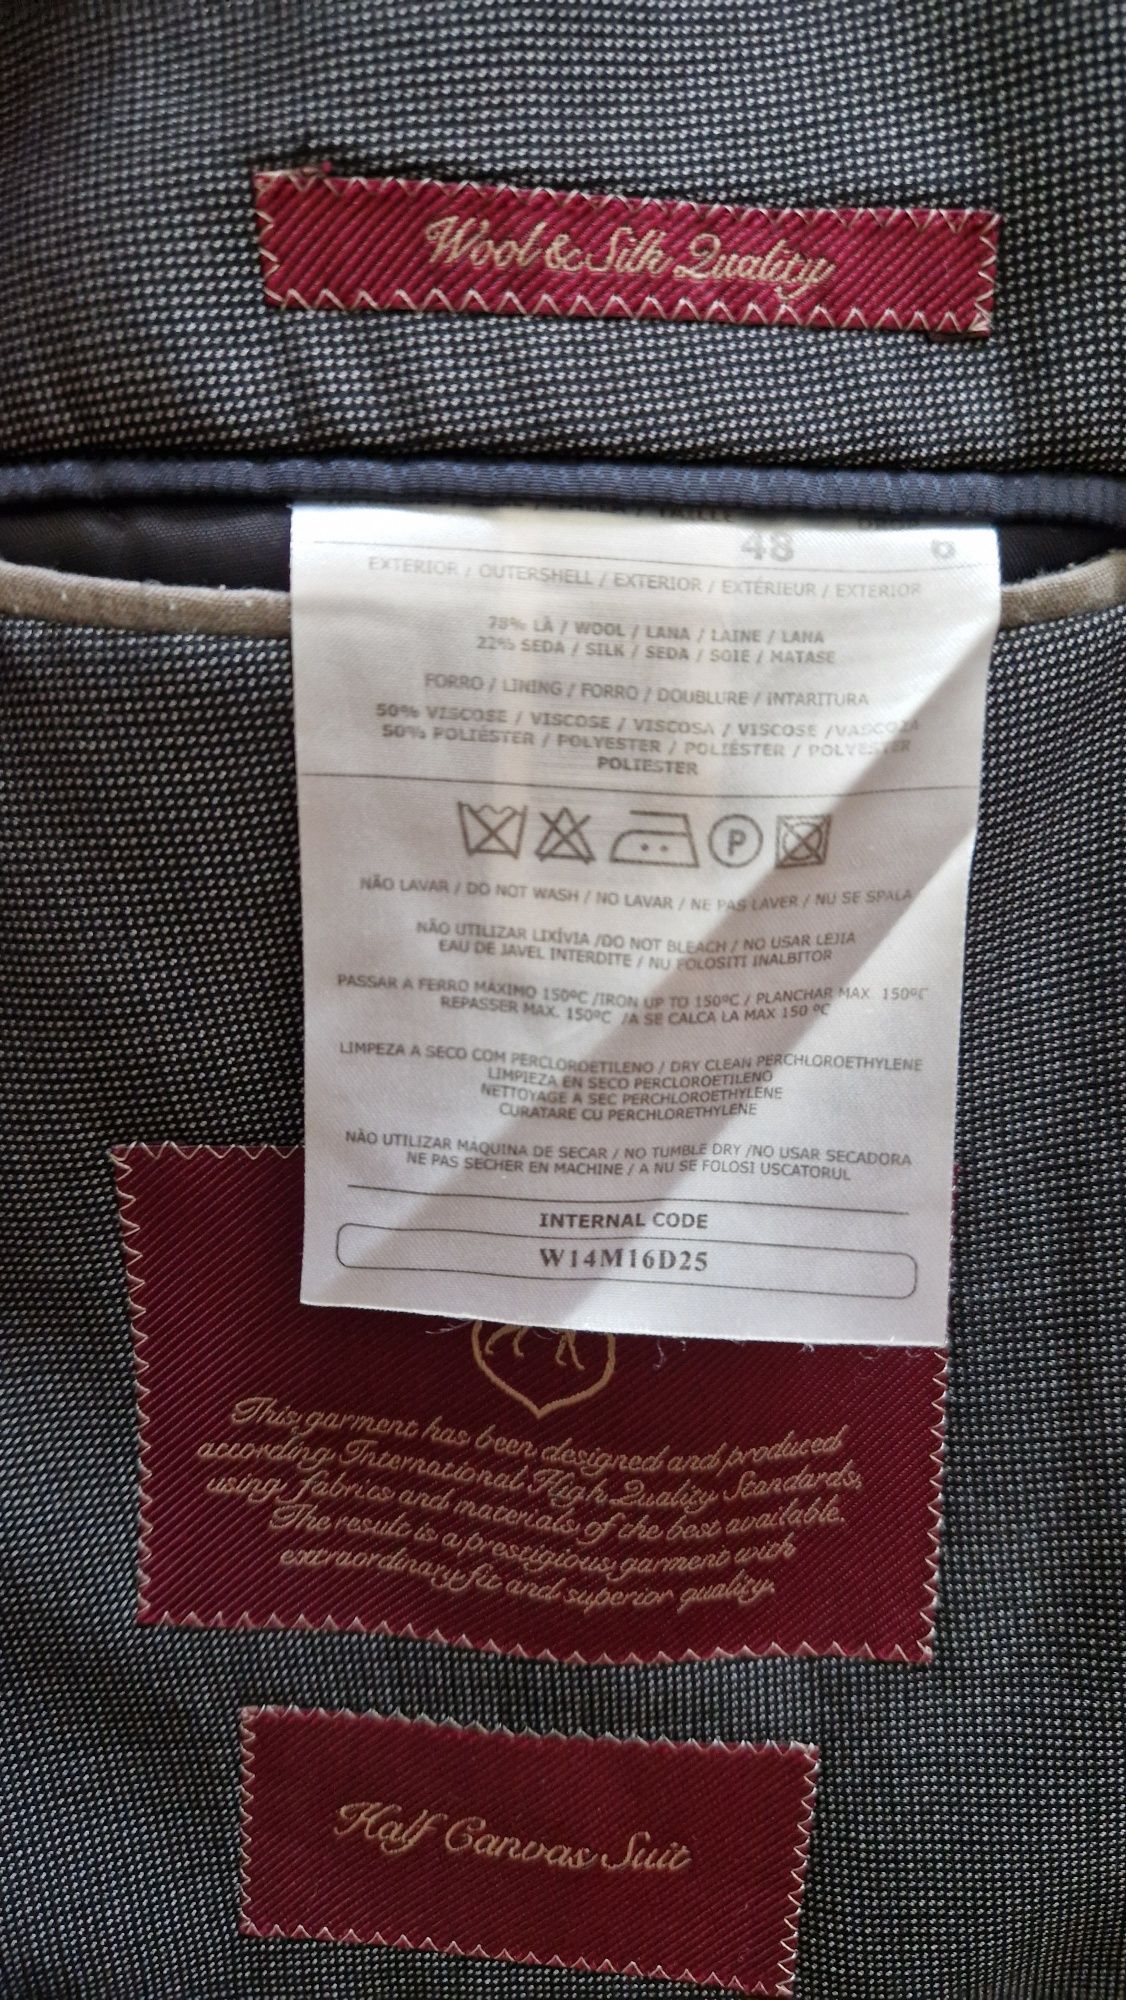 Wool & Silk Quality
48 6
EXTERIOR / OUTERSHELL / EXTERIOR / EXTÉRIEUR / EXTERIOR
78% LÃ / WOOL / LANA / LAINE / LANA
22% SEDA / SILK / SEDA / SOIE / MATASE
FORRO / LINING / FORRO / DOUBLURE / INTARITURA
50% VISCOSE / VISCOSE / VISCOSA / VISCOSE /VASCOZA
50% POLIÉSTER / POLYESTER / POLIÉSTER / POLYESTER
POLIESTER
P
NÃO LAVAR / DO NOT WASH / NO LAVAR / NE PAS LAVER / NU SE SPALA
NÃO UTILIZAR LIXÍVIA /DO NOT BLEACH / NO USAR LEJIA
EAU DE JAVEL INTERDITE / NU FOLOSITI INALBITOR
PASSAR A FERRO MÁXIMO 150ºC /IRON UP TO 150ºC / PLANCHAR MAX. 150ºC
REPASSER MAX. 150ºC /A SE CALCA LA MAX 150 ºC
LIMPEZA A SECO COM PERCLOROETILENO / DRY CLEAN PERCHLOROETHYLENE
LIMPIEZA EN SECO PERCLOROETILENO
NETTOYAGE A SEC PERCHLOROETHYLENE
CURATARE CU PERCHLORETHYLENE
NÃO UTILIZAR MÁQUINA DE SECAR / NO TUMBLE DRY /NO USAR SECADORA
NE PAS SECHER EN MACHINE / A NU SE FOLOSI USCATORUL
INTERNAL CODE
W14M16D25
This garment has been designed and produced
according International High Quality Standards,
using fabrics and materials of the best available.
The result is a prestigious garment with
extraordinary fit and superior quality.
Half Canvas Suit